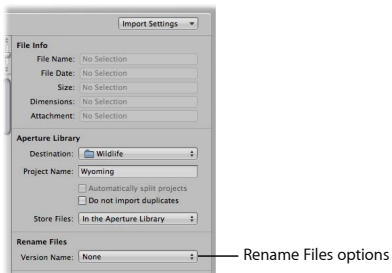 Import Settings
File Info
File Name: No Selection
File Date: No Selection
Size: No Selection
Dimensions: No Selection
Attachment: No Selection
Aperture Library
Destination: Wildlife
Project Name: Wyoming
Automatically split projects
Do not import duplicates
Store Files: In the Aperture Library
Rename Files
Version Name: None
Rename Files options